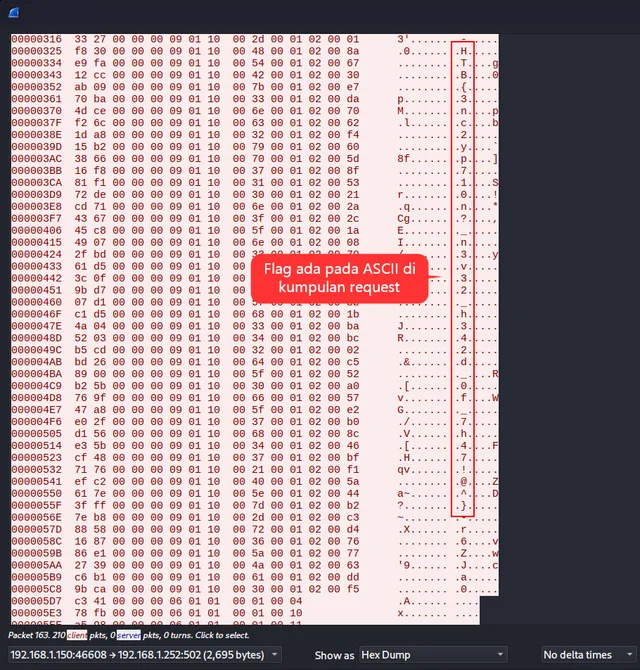 00000316 33 27 00 00 00 09 01 10 00 2d 00 01 02 00 01 3'...... .-.....
00000325 f8 30 00 00 00 09 01 10 00 48 00 01 02 00 8a .0...... .H.....
00000334 e9 fa 00 00 00 09 01 10 00 54 00 01 02 00 67 ........ .T....g
00000343 12 cc 00 00 00 09 01 10 00 42 00 01 02 00 30 ........ .B....0
00000352 ab 09 00 00 00 09 01 10 00 7b 00 01 02 00 e7 ........ .{.....
00000361 70 ba 00 00 00 09 01 10 00 33 00 01 02 00 da p....... .3.....
00000370 4d ce 00 00 00 09 01 10 00 6e 00 01 02 00 70 M....... .n....p
0000037F f2 6c 00 00 00 09 01 10 00 63 00 01 02 00 62 .l...... .c....b
0000038E 1d a8 00 00 00 09 01 10 00 32 00 01 02 00 f4 ........ .2.....
0000039D 15 b2 00 00 00 09 01 10 00 79 00 01 02 00 60 ........ .y....`
000003AC 38 66 00 00 00 09 01 10 00 70 00 01 02 00 5d 8f...... .p....]
000003BB 16 f8 00 00 00 09 01 10 00 37 00 01 02 00 8f ........ .7.....
000003CA 81 f1 00 00 00 09 01 10 00 31 00 01 02 00 53 ........ .1....S
000003D9 72 de 00 00 00 09 01 10 00 30 00 01 02 00 21 r....... .0....!
000003E8 cd 71 00 00 00 09 01 10 00 6e 00 01 02 00 2a .q...... .n....*
000003F7 43 67 00 00 00 09 01 10 00 3f 00 01 02 00 2c Cg...... .?....,
00000406 45 c8 00 00 00 09 01 10 00 5f 00 01 02 00 1a E....... ._.....
00000415 49 07 00 00 00 09 01 10 00 6e 00 01 02 00 08 I....... .n.....
00000424 2f bd 00 00 00 09 01 10 00 33 00 01 02 00 79 /....... .3....y
00000433 61 d5 00 00 00 09 01 10 .v.....
00000442 3c 0f 00 00 00 09 01 10 .3.....
00000451 9b d7 00 00 00 09 01 10 .2.....
00000460 07 d1 00 00 00 09 01 10 ._.....
Flag ada pada ASCII di
kumpulan request
0000046F c1 d5 00 00 00 09 01 10 00 68 00 01 02 00 1b ........ .h.....
0000047E 4a 04 00 00 00 09 01 10 00 33 00 01 02 00 ba J....... .3.....
0000048D 52 03 00 00 00 09 01 10 00 34 00 01 02 00 bc R....... .4.....
0000049C b5 cd 00 00 00 09 01 10 00 32 00 01 02 00 02 ........ .2.....
000004AB bd 26 00 00 00 09 01 10 00 64 00 01 02 00 c5 .&...... .d.....
000004BA 89 00 00 00 00 09 01 10 00 5f 00 01 02 00 52 ........ ._....R
000004C9 b2 5b 00 00 00 09 01 10 00 30 00 01 02 00 a0 .[...... .0.....
000004D8 76 9f 00 00 00 09 01 10 00 66 00 01 02 00 57 v....... .f....W
000004E7 47 a8 00 00 00 09 01 10 00 5f 00 01 02 00 e2 G....... ._.....
000004F6 e0 2f 00 00 00 09 01 10 00 37 00 01 02 00 b0 ./...... .7.....
00000505 d1 56 00 00 00 09 01 10 00 68 00 01 02 00 8c .V...... .h.....
00000514 e3 5b 00 00 00 09 01 10 00 34 00 01 02 00 46 .[...... .4....F
00000523 cf 48 00 00 00 09 01 10 00 37 00 01 02 00 bf .H...... .7.....
00000532 71 76 00 00 00 09 01 10 00 21 00 01 02 00 f1 qv...... .!.....
00000541 ef c2 00 00 00 09 01 10 00 40 00 01 02 00 5a ........ .@....Z
00000550 61 7e 00 00 00 09 01 10 00 5e 00 01 02 00 44 a~...... .^....D
0000055F 3f ff 00 00 00 09 01 10 00 7d 00 01 02 00 b2 ?....... .}.....
0000056E 7e b8 00 00 00 09 01 10 00 2d 00 01 02 00 c3 ~....... .-.....
0000057D 88 58 00 00 00 09 01 10 00 72 00 01 02 00 d4 .X...... .r.....
0000058C 16 87 00 00 00 09 01 10 00 36 00 01 02 00 76 ........ .6....v
0000059B 86 e1 00 00 00 09 01 10 00 5a 00 01 02 00 77 ........ .Z....w
000005AA 27 39 00 00 00 09 01 10 00 4a 00 01 02 00 63 '9...... .J....c
000005B9 c6 b1 00 00 00 09 01 10 00 61 00 01 02 00 dd ........ .a.....
000005C8 9b ca 00 00 00 09 01 10 00 30 00 01 02 00 f5 ........ .0.....
000005D7 c3 41 00 00 00 06 01 01 00 01 00 04 .A...... ....
000005E3 78 fb 00 00 00 06 01 01 00 01 00 10 x....... ....
Packet 163. 210 client pkts, 0 server pkts, 0 turns. Click to select.
192.168.1.150:46608 → 192.168.1.252:502 (2,695 bytes) Show as Hex Dump No delta times